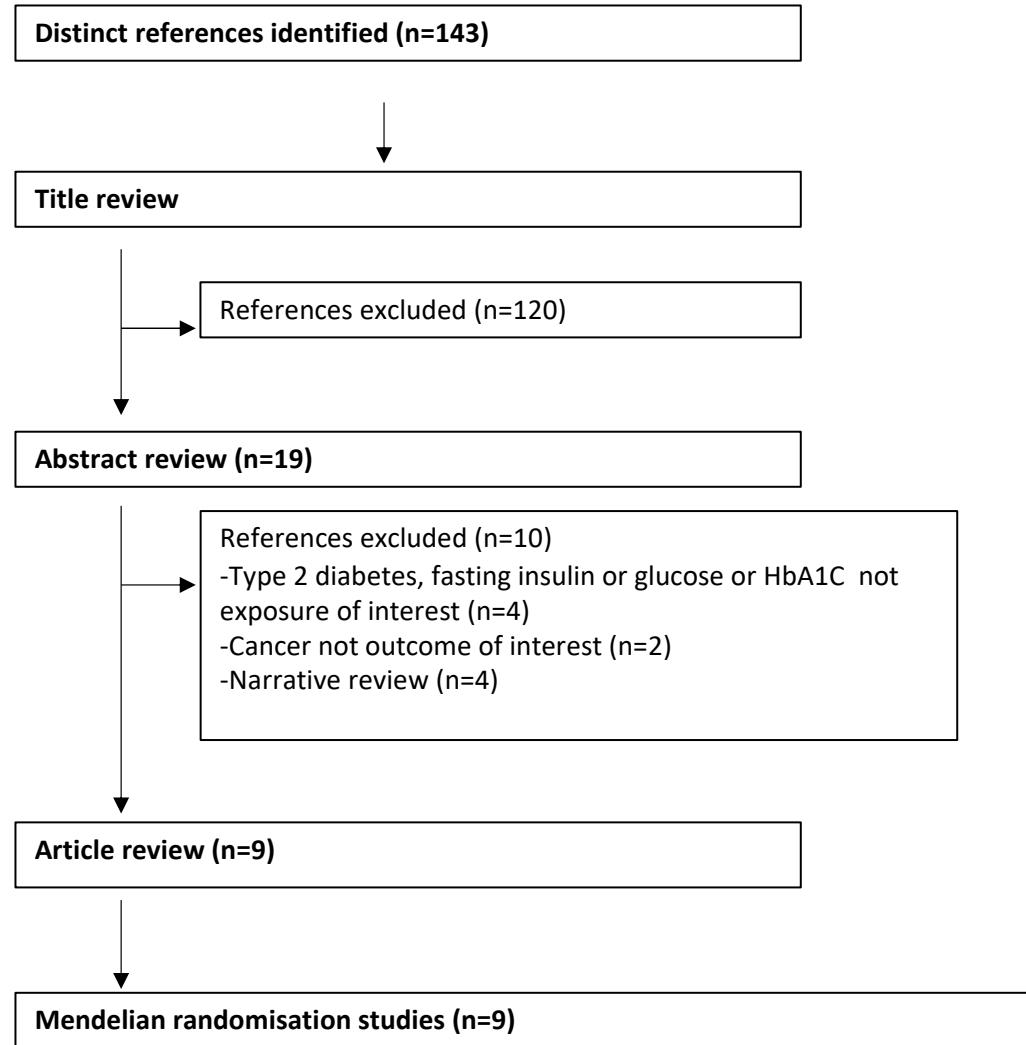 Distinct references identified (n=143)
Title review
References excluded (n=120)
Abstract review (n=19)
References excluded (n=10)
-Type 2 diabetes, fasting insulin or glucose or HbA1C  not
exposure of interest (n=4)
-Cancer not outcome of interest (n=2)
-Narrative review (n=4)
Article review (n=9)
Mendelian randomisation studies (n=9)